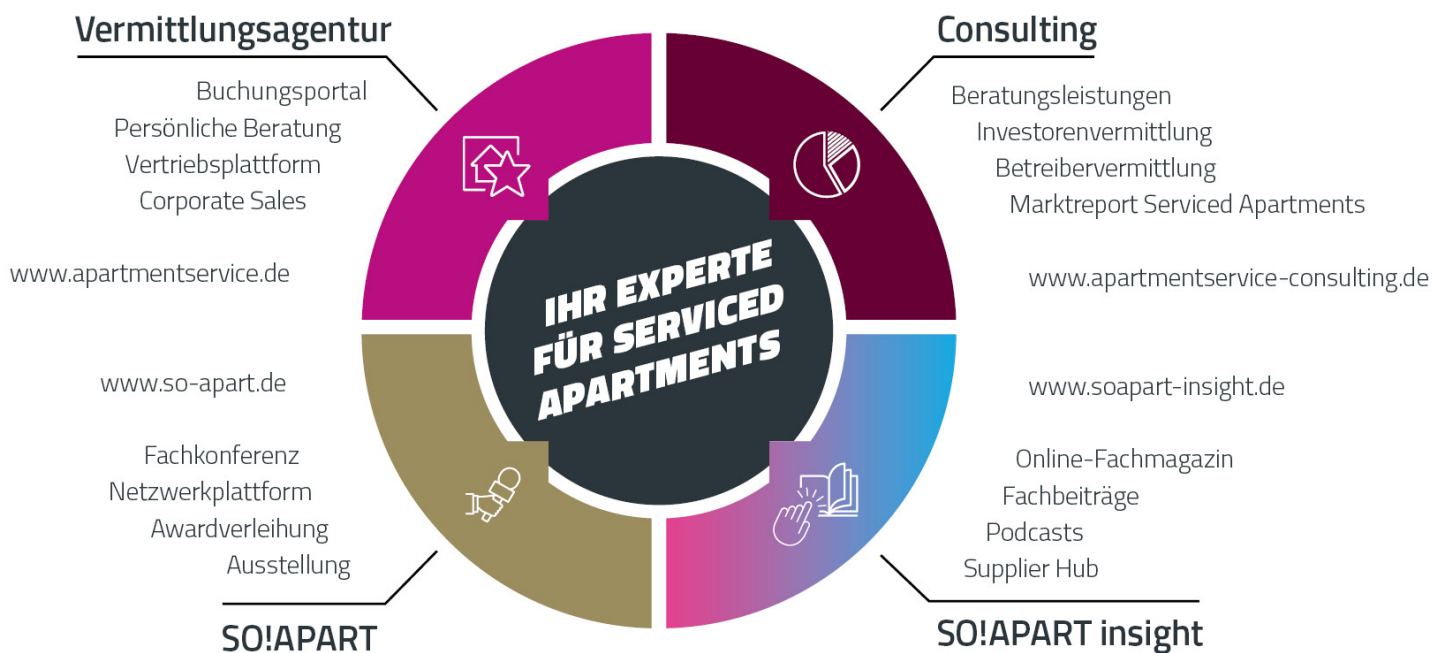 Vermittlungsagentur
Buchungsportal
Persönliche Beratung
Vertriebsplattform
Corporate Sales
www.apartmentservice.de
Consulting
Beratungsleistungen
Investorenvermittlung
Betreibervermittlung
Marktreport Serviced Apartments
www.apartmentservice-consulting.de
IHR EXPERTE
FÜR SERVICED
APARTMENTS
www.so-apart.de
Fachkonferenz
Netzwerkplattform
Awardverleihung
Ausstellung
SO!APART
www.soapart-insight.de
Online-Fachmagazin
Fachbeiträge
Podcasts
Supplier Hub
SO!APART insight